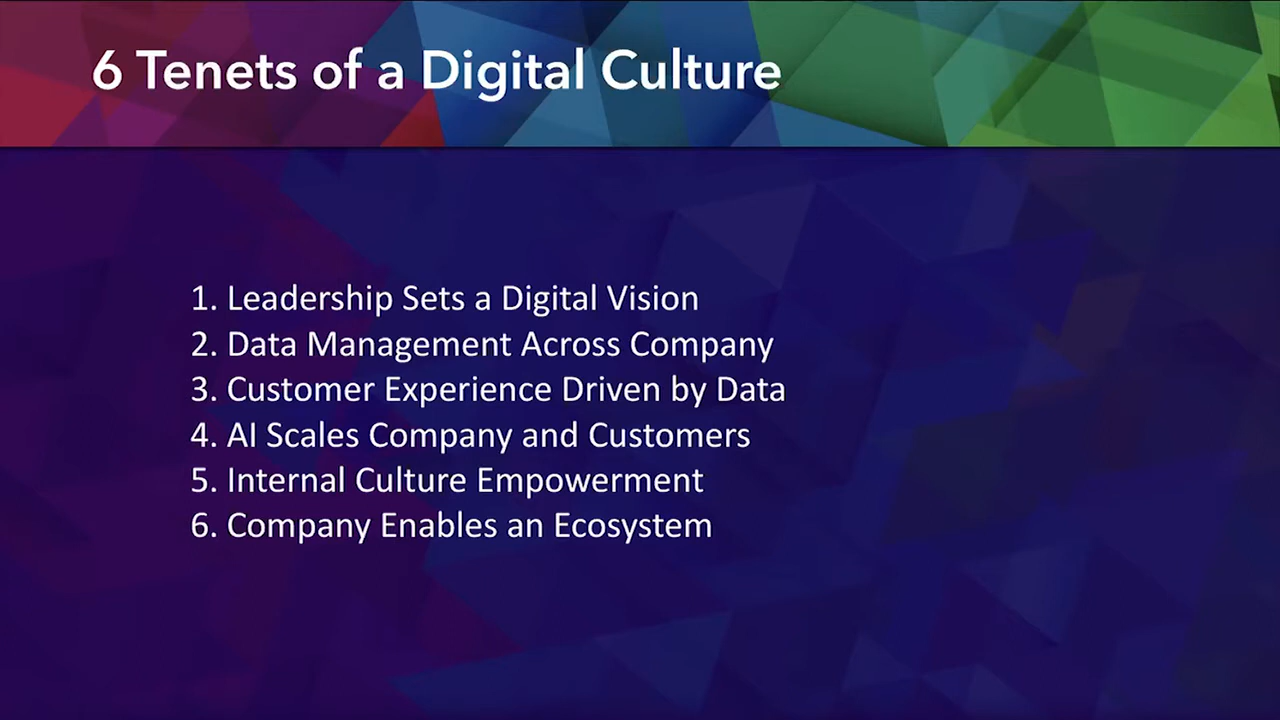 6 Tenets of a Digital Culture
1. Leadership Sets a Digital Vision
2. Data Management Across Company
3. Customer Experience Driven by Data
4. AI Scales Company and Customers
5. Internal Culture Empowerment
6. Company Enables an Ecosystem